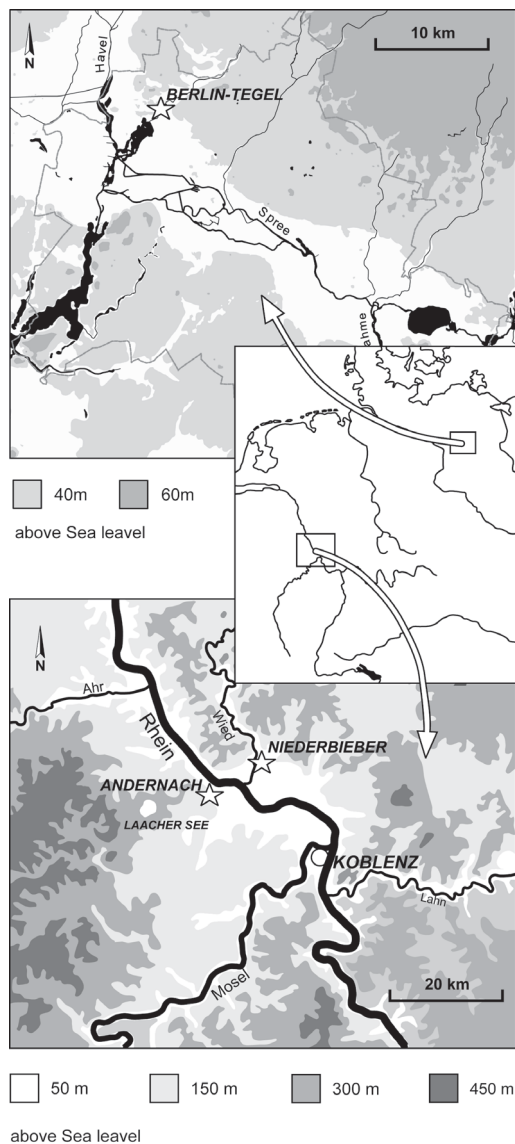 10 km
N
Havel
BERLIN-TEGEL
Spree
ahme
40m
60m
above Sea leavel
N
Ahr
Rhein
Wied
NIEDERBIEBER
ANDERNACH
LAACHER SEE
KOBLENZ
Lahn
Mosel
20 km
50 m
150 m
300 m
450 m
above Sea leavel